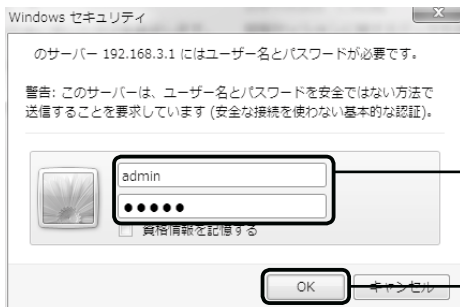 Windows セキュリティ
のサーバー 192.168.3.1 にはユーザー名とパスワードが必要です。
警告: このサーバーは、ユーザー名とパスワードを安全ではない方法で
送信することを要求しています (安全な接続を使わない基本的な認証)。
admin
●●●●●
資格情報を記憶する
OK
キャンセル